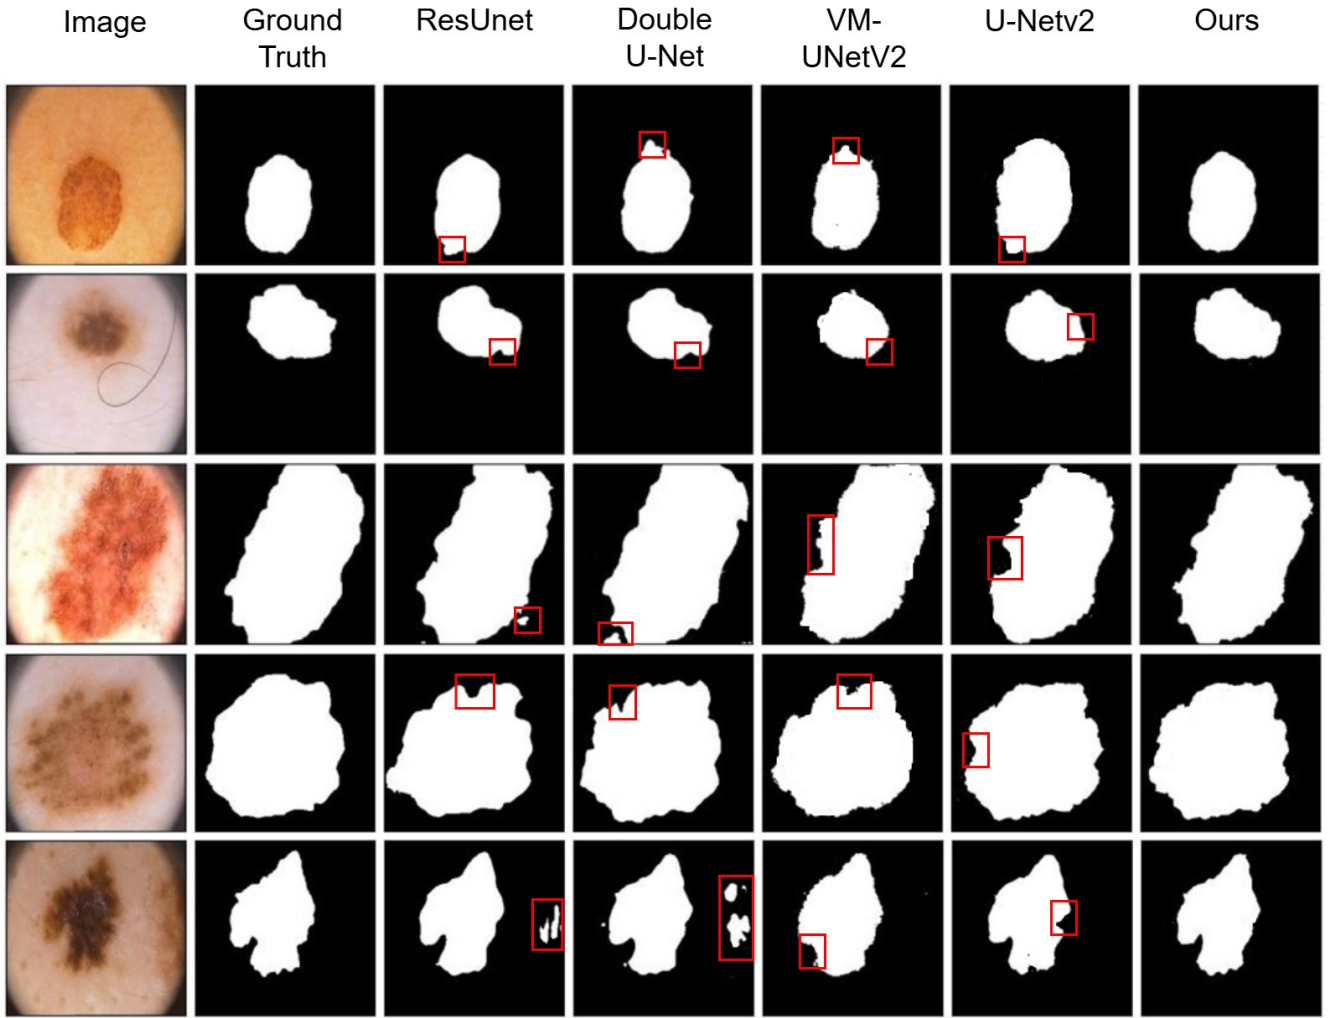 Image
Ground
Truth
ResUnet
Double
U-Net
VM-
UNetV2
U-Netv2
Ours